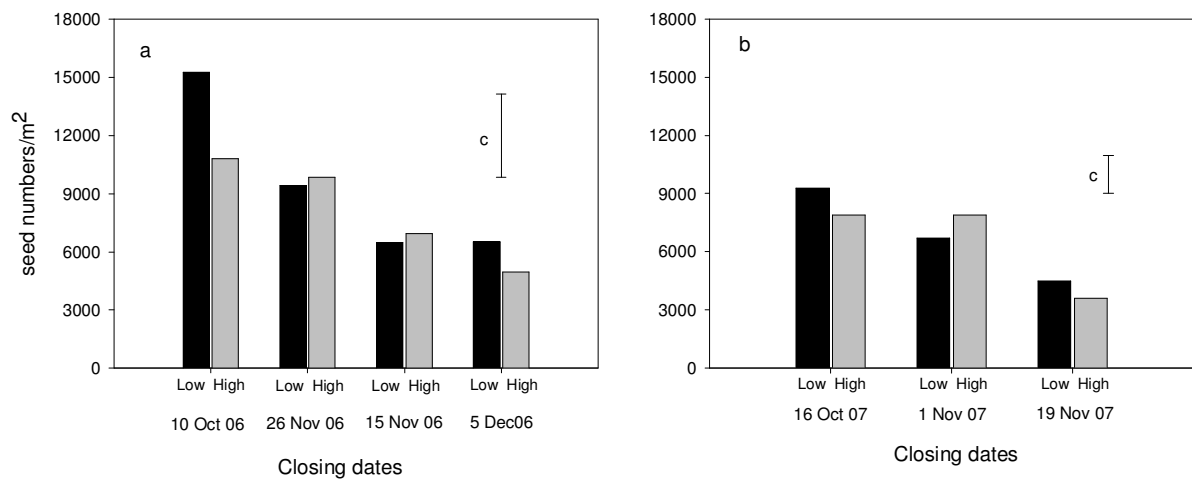 18000
15000
12000
9000
6000
3000
0
seed numbers/m²
a
c
Low High Low High Low High Low High
10 Oct 06 26 Nov 06 15 Nov 06 5 Dec06
Closing dates
18000
15000
12000
9000
6000
3000
0
b
c
Low High Low High Low High
16 Oct 07 1 Nov 07 19 Nov 07
Closing dates